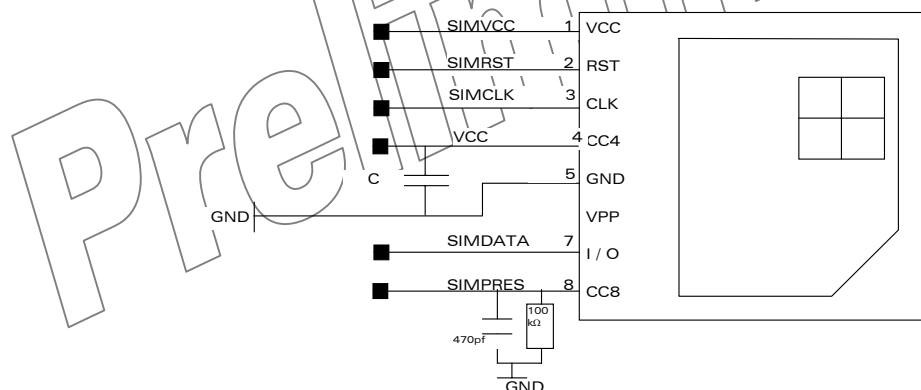 SIMVCC 1 VCC
SIMRST 2 RST
SIMCLK 3 CLK
VCC 4 CC4
C
5 GND
GND
VPP
SIMDATA 7 I / O
SIMPRES 8 CC8
100
kΩ
470pf
GND